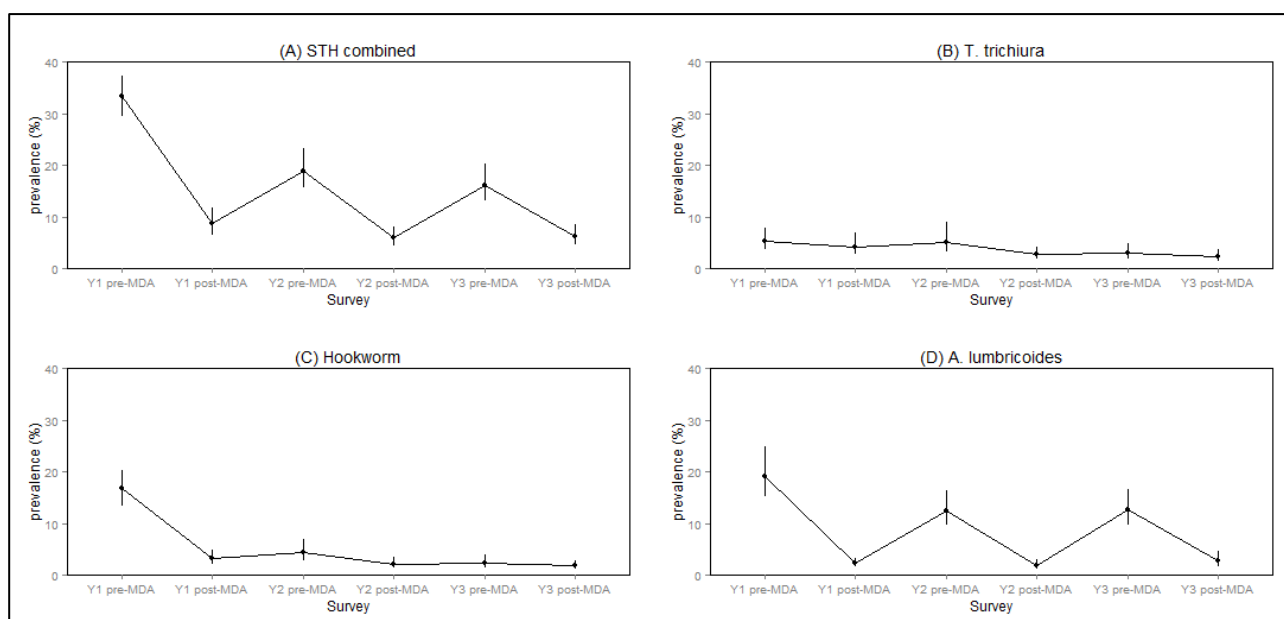 (A) STH combined
prevalence (%)
40
30
20
10
0
Y1 pre-MDA Y1 post-MDA Y2 pre-MDA Y2 post-MDA Y3 pre-MDA Y3 post-MDA
Survey
(B) T. trichiura
prevalence (%)
40
30
20
10
0
Y1 pre-MDA Y1 post-MDA Y2 pre-MDA Y2 post-MDA Y3 pre-MDA Y3 post-MDA
Survey
(C) Hookworm
prevalence (%)
40
30
20
10
0
Y1 pre-MDA Y1 post-MDA Y2 pre-MDA Y2 post-MDA Y3 pre-MDA Y3 post-MDA
Survey
(D) A. lumbricoides
prevalence (%)
40
30
20
10
0
Y1 pre-MDA Y1 post-MDA Y2 pre-MDA Y2 post-MDA Y3 pre-MDA Y3 post-MDA
Survey